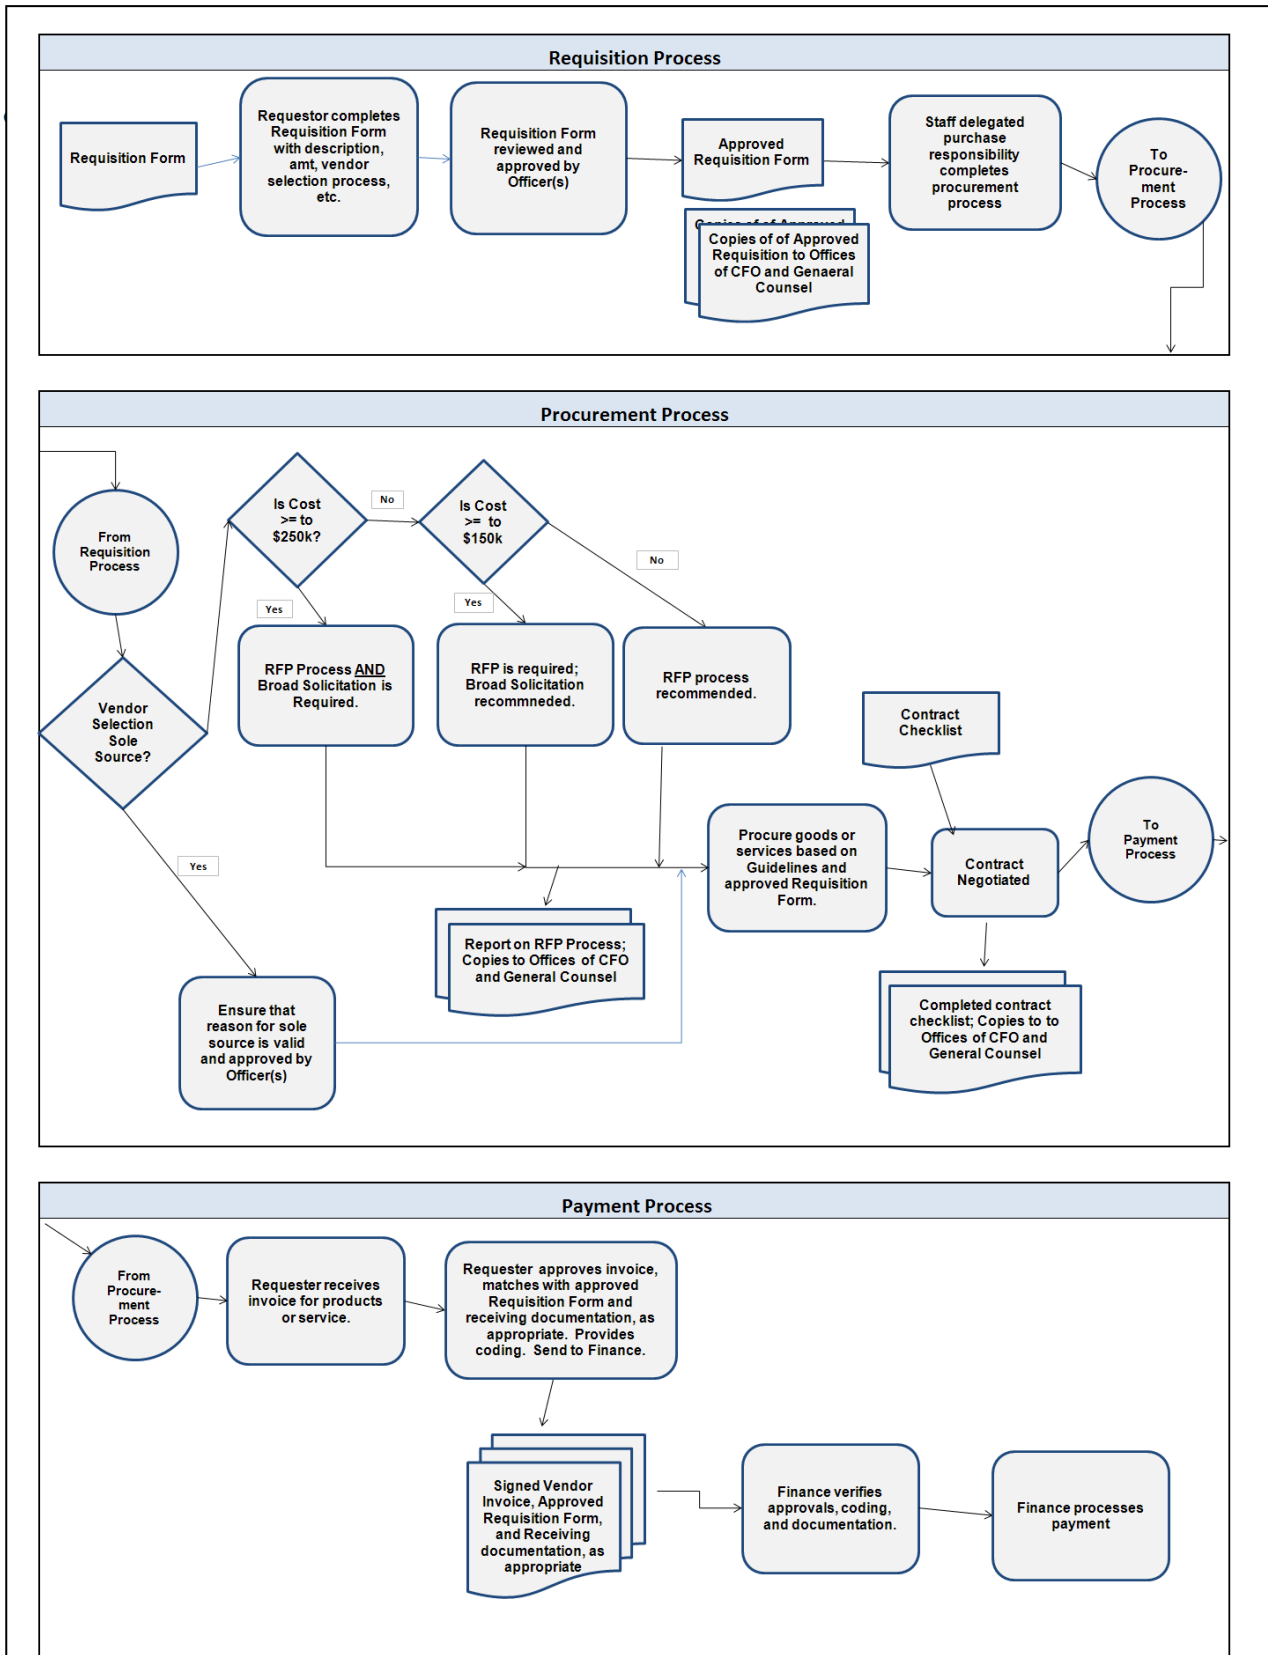 Requisition Process
Requisition Form
Requestor completes
Requisition Form
with description,
amt, vendor
selection process,
etc.
Requisition Form
reviewed and
approved by
Officer(s)
Approved
Requisition Form
Copies of of Approved
Copies of of Approved
Requisition to Offices
of CFO and Genaeral
Counsel
Staff delegated
purchase
responsibility
completes
procurement
process
To
Procure-
ment
Process
Procurement Process
From
Requisition
Process
Vendor
Selection
Sole
Source?
Is Cost
>= to
$250k?
No
Is Cost
>= to
$150k
No
Yes
Yes
RFP Process AND
Broad Solicitation is
Required.
RFP is required;
Broad Solicitation
recommneded.
RFP process
recommended.
Contract
Checklist
Yes
Procure goods or
services based on
Guidelines and
approved Requisition
Form.
Contract
Negotiated
To
Payment
Process
Report on RFP Process;
Copies to Offices of CFO
and General Counsel
Ensure that
reason for sole
source is valid
and approved by
Officer(s)
Completed contract
checklist; Copies to to
Offices of CFO and
General Counsel
Payment Process
From
Procure-
ment
Process
Requester receives
invoice for products
or service.
Requester approves invoice,
matches with approved
Requisition Form and
receiving documentation, as
appropriate. Provides
coding. Send to Finance.
Signed Vendor
Invoice, Approved
Requisition Form,
and Receiving
documentation, as
appropriate
Finance verifies
approvals, coding,
and documentation.
Finance processes
payment